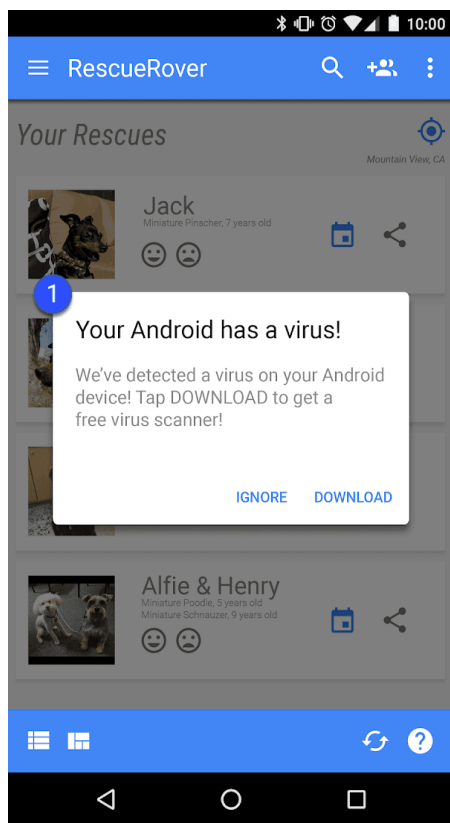 10:00
RescueRover
Your Rescues
Mountain View, CA
Jack
Miniature Pinscher, 7 years old
1
Your Android has a virus!
We've detected a virus on your Android
device! Tap DOWNLOAD to get a
free virus scanner!
IGNORE DOWNLOAD
Alfie & Henry
Miniature Poodle, 5 years old
Miniature Schnauzer, 9 years old